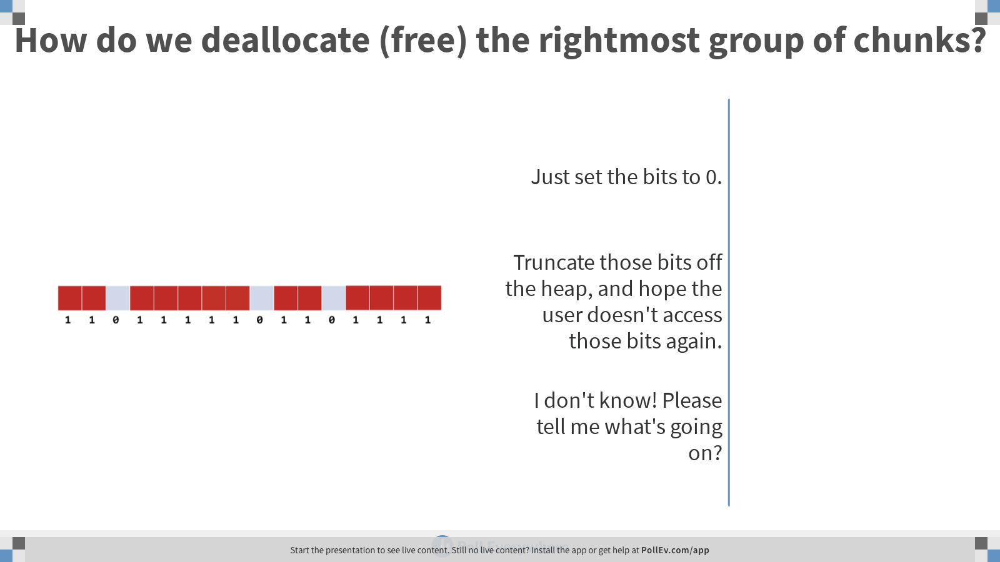 How do we deallocate (free) the rightmost group of chunks?
Just set the bits to 0.
Truncate those bits off
the heap, and hope the
user doesn't access
those bits again.
1 1 0 1 1 1 1 1 0 1 1 0 1 1 1 1
I don't know! Please
tell me what's going
on?
Start the presentation to see live content. Still no live content? Install the app or get help at PollEv.com/app